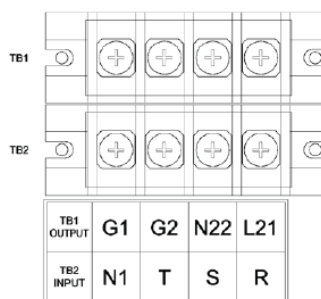 TB1
TB2
TB1 OUTPUT G1 G2 N22 L21
TB2 INPUT N1 T S R